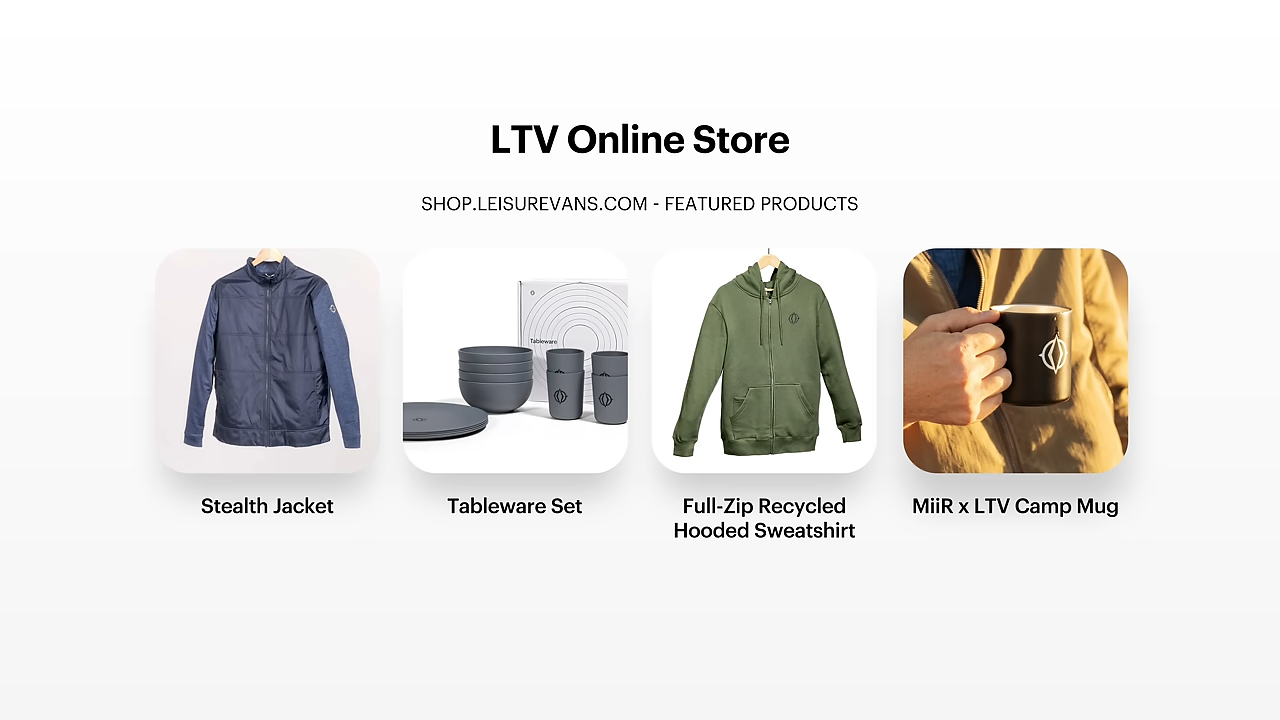 LTV Online Store
SHOP.LEISUREVANS.COM - FEATURED PRODUCTS
Tableware
Stealth Jacket
Tableware Set
Full-Zip Recycled
Hooded Sweatshirt
MiiR x LTV Camp Mug